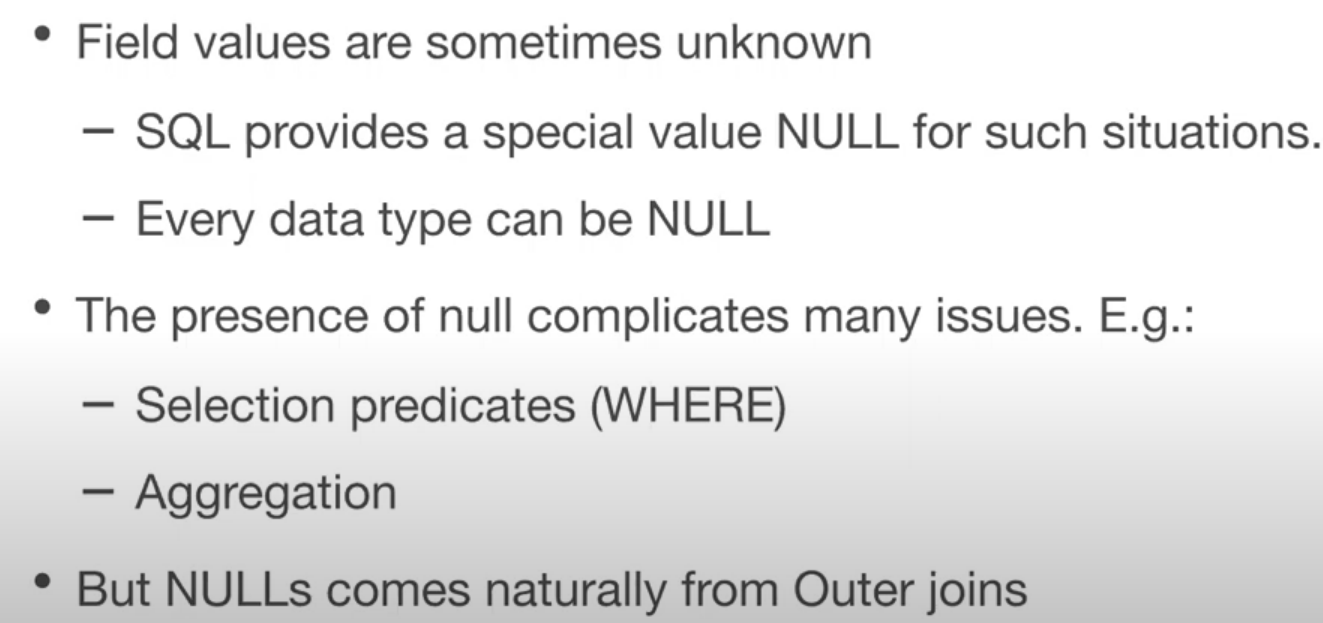 • Field values are sometimes unknown
– SQL provides a special value NULL for such situations.
– Every data type can be NULL
• The presence of null complicates many issues. E.g.:
– Selection predicates (WHERE)
– Aggregation
• But NULLs comes naturally from Outer joins